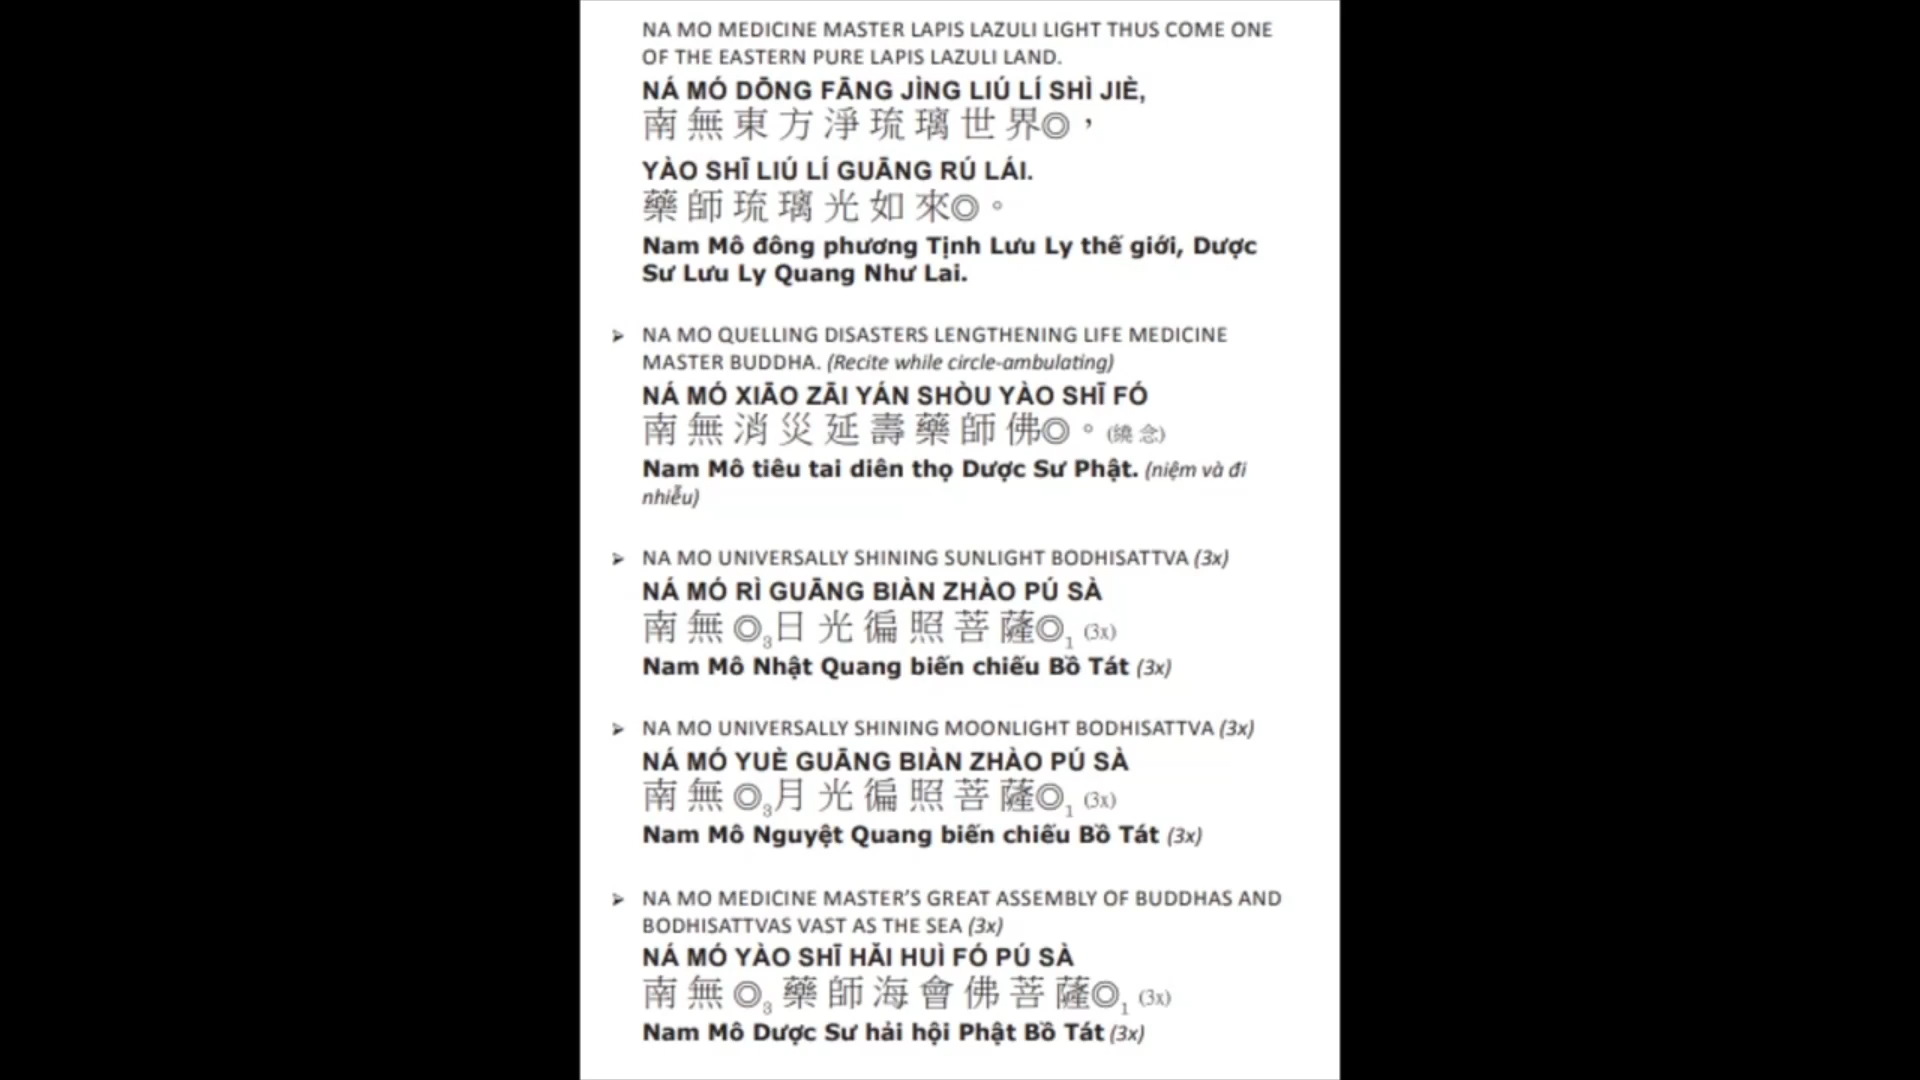 NA MO MEDICINE MASTER LAPIS LAZULI LIGHT THUS COME ONE
OF THE EASTERN PURE LAPIS LAZULI LAND.
NÁ MÓ DŌNG FĀNG JÌNG LIÚ LÍ SHÌ JIÈ,
南無東方淨琉璃世界◎，
YÀO SHĪ LIÚ LÍ GUĀNG RÚ LÁI.
藥師琉璃光如來◎。
Nam Mô đông phương Tịnh Lưu Ly thế giới, Dược
Sư Lưu Ly Quang Như Lai.
➢ NA MO QUELLING DISASTERS LENGTHENING LIFE MEDICINE
MASTER BUDDHA. (Recite while circle-ambulating)
NÁ MÓ XIĀO ZĀI YÁN SHÒU YÀO SHĪ FÓ
南無消災延壽藥師佛◎。(繞念)
Nam Mô tiêu tai diên thọ Dược Sư Phật. (niệm và đi
nhiễu)
➢ NA MO UNIVERSALLY SHINING SUNLIGHT BODHISATTVA (3x)
NÁ MÓ RÌ GUĀNG BIÀN ZHÀO PÚ SÀ
南無◎3日光徧照菩薩◎1 (3x)
Nam Mô Nhật Quang biến chiếu Bồ Tát (3x)
➢ NA MO UNIVERSALLY SHINING MOONLIGHT BODHISATTVA (3x)
NÁ MÓ YUÈ GUĀNG BIÀN ZHÀO PÚ SÀ
南無◎3月光徧照菩薩◎1 (3x)
Nam Mô Nguyệt Quang biến chiếu Bồ Tát (3x)
➢ NA MO MEDICINE MASTER’S GREAT ASSEMBLY OF BUDDHAS AND
BODHISATTVAS VAST AS THE SEA (3x)
NÁ MÓ YÀO SHĪ HǍI HUÌ FÓ PÚ SÀ
南無◎3藥師海會佛菩薩◎1 (3x)
Nam Mô Dược Sư hải hội Phật Bồ Tát (3x)